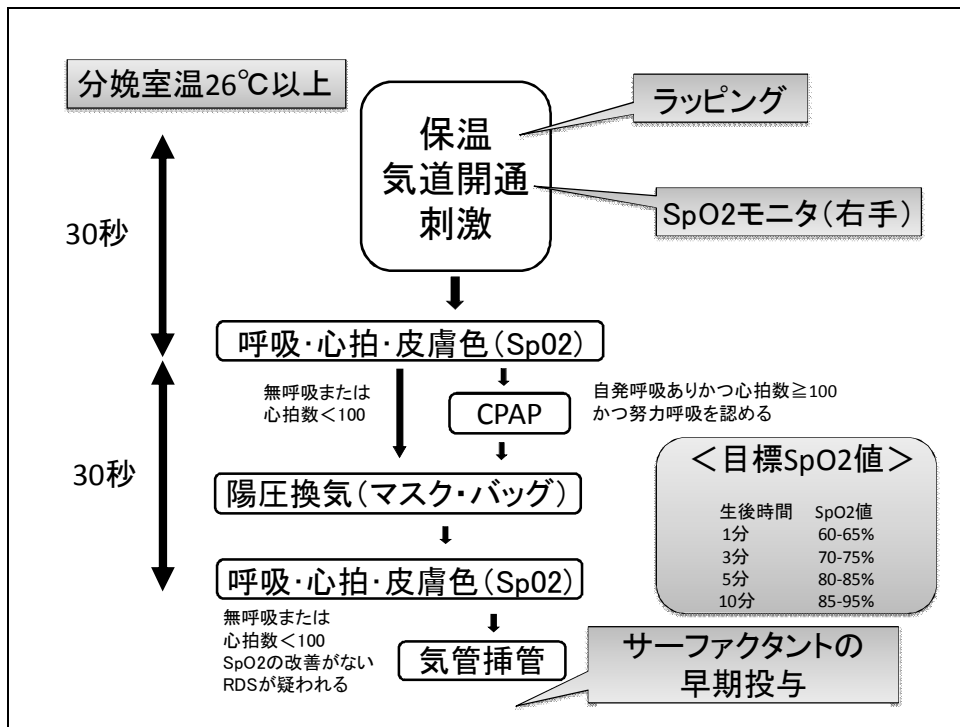 分娩室温26℃以上
ラッピング
保温
気道開通
刺激
SpO2モニタ(右手)
30秒
呼吸・心拍・皮膚色(Sp02)
無呼吸または
心拍数<100
CPAP
自発呼吸ありかつ心拍数≧100
かつ努力呼吸を認める
30秒
陽圧換気(マスク・バッグ)
<目標SpO2値>
生後時間 SpO2値
1分 60-65%
3分 70-75%
5分 80-85%
10分 85-95%
呼吸・心拍・皮膚色(Sp02)
無呼吸または
心拍数<100
SpO2の改善がない
RDSが疑われる
気管挿管
サーファクタントの
早期投与